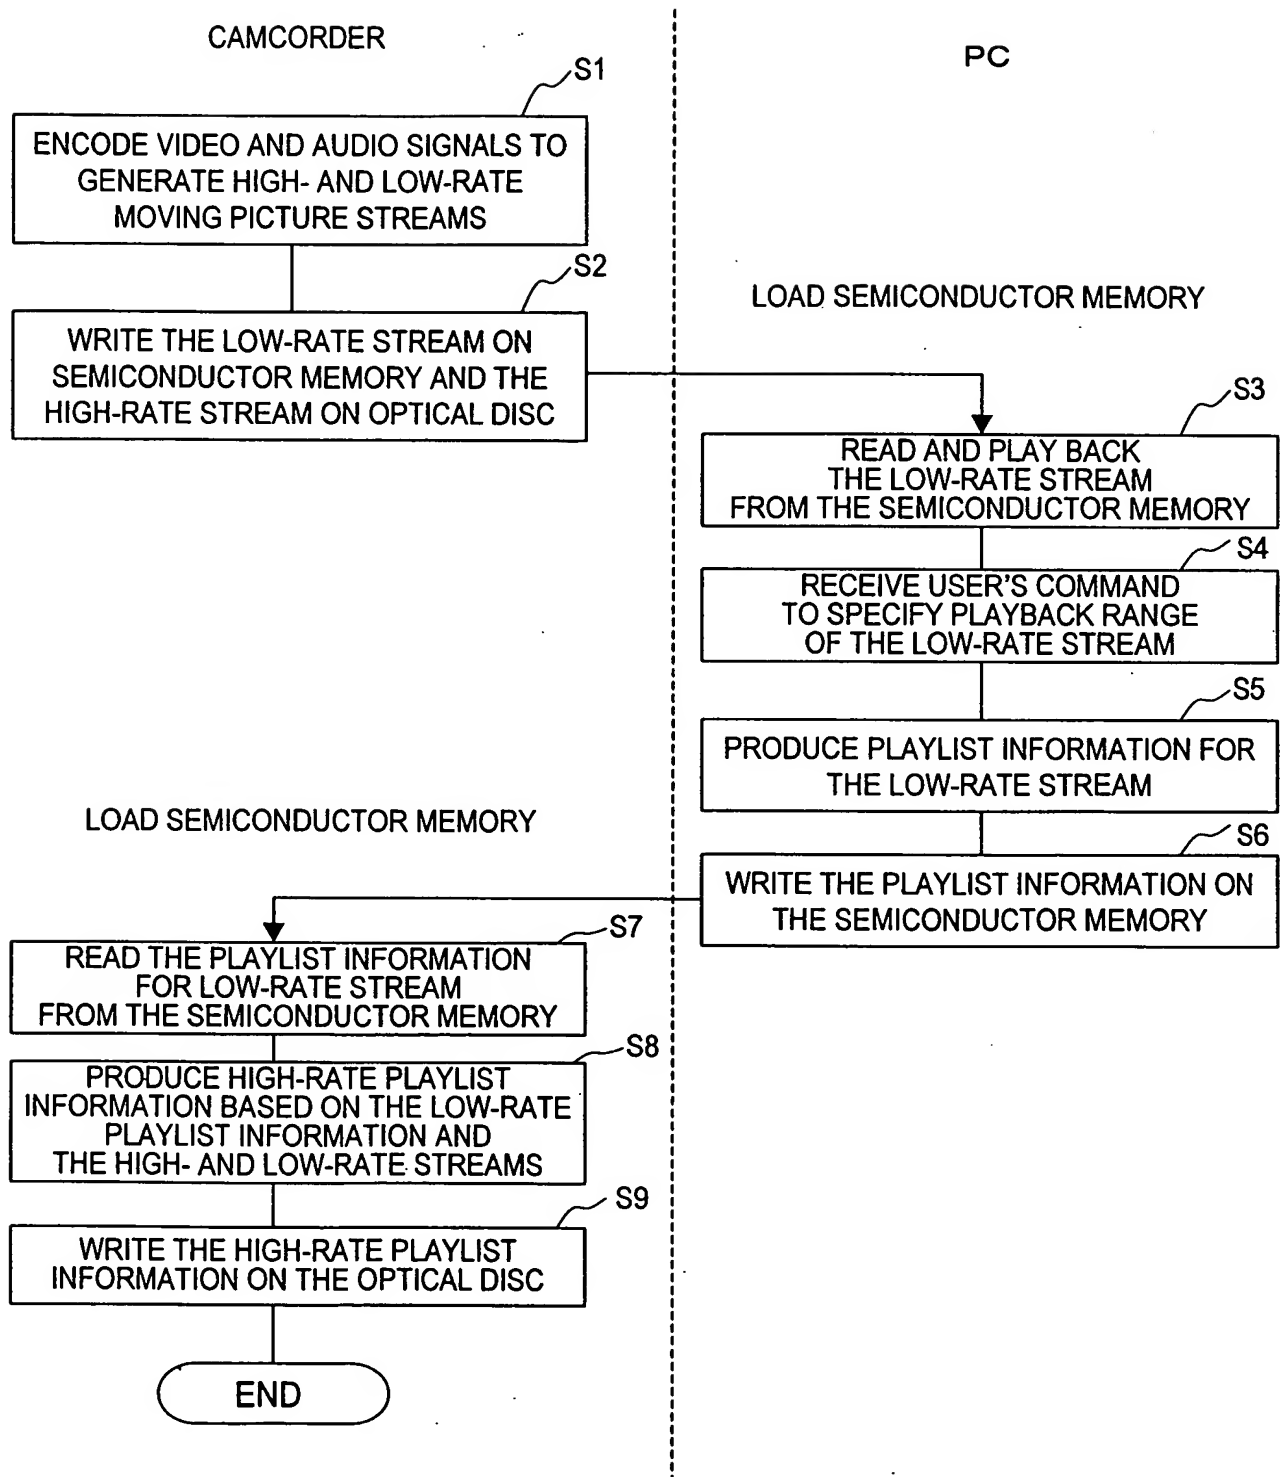 CAMCORDER
PC
S1
ENCODE VIDEO AND AUDIO SIGNALS TO
GENERATE HIGH- AND LOW-RATE
MOVING PICTURE STREAMS
S2
WRITE THE LOW-RATE STREAM ON
SEMICONDUCTOR MEMORY AND THE
HIGH-RATE STREAM ON OPTICAL DISC
LOAD SEMICONDUCTOR MEMORY
S3
READ AND PLAY BACK
THE LOW-RATE STREAM
FROM THE SEMICONDUCTOR MEMORY
S4
RECEIVE USER'S COMMAND
TO SPECIFY PLAYBACK RANGE
OF THE LOW-RATE STREAM
S5
PRODUCE PLAYLIST INFORMATION FOR
THE LOW-RATE STREAM
S6
WRITE THE PLAYLIST INFORMATION ON
THE SEMICONDUCTOR MEMORY
LOAD SEMICONDUCTOR MEMORY
S7
READ THE PLAYLIST INFORMATION
FOR LOW-RATE STREAM
FROM THE SEMICONDUCTOR MEMORY
S8
PRODUCE HIGH-RATE PLAYLIST
INFORMATION BASED ON THE LOW-RATE
PLAYLIST INFORMATION AND
THE HIGH- AND LOW-RATE STREAMS
S9
WRITE THE HIGH-RATE PLAYLIST
INFORMATION ON THE OPTICAL DISC
END